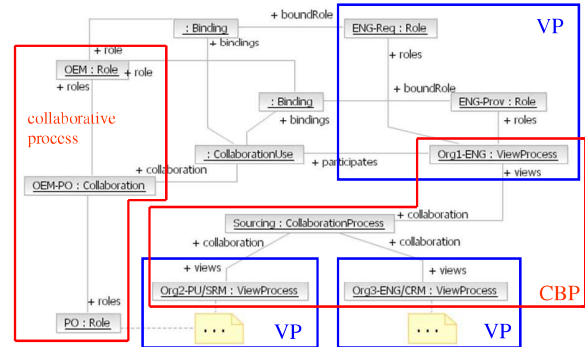 : Binding
+ boundRole
ENG-Req : Role
VP
+ role
+ bindings
+ roles
OEM : Role
+ role
+ roles
+ boundRole
collaborative
process
: Binding
ENG-Prov : Role
+ bindings
+ roles
: CollaborationUse
+ participates
Org1-ENG : ViewProcess
+ collaboration
+ views
OEM-PO : Collaboration
+ collaboration
Sourcing : CollaborationProcess
+ collaboration
+ collaboration
+ views
+ views
Org2-PU/SRM : ViewProcess
Org3-ENG/CRM : ViewProcess
CBP
+ roles
PO : Role
...
VP
...
VP